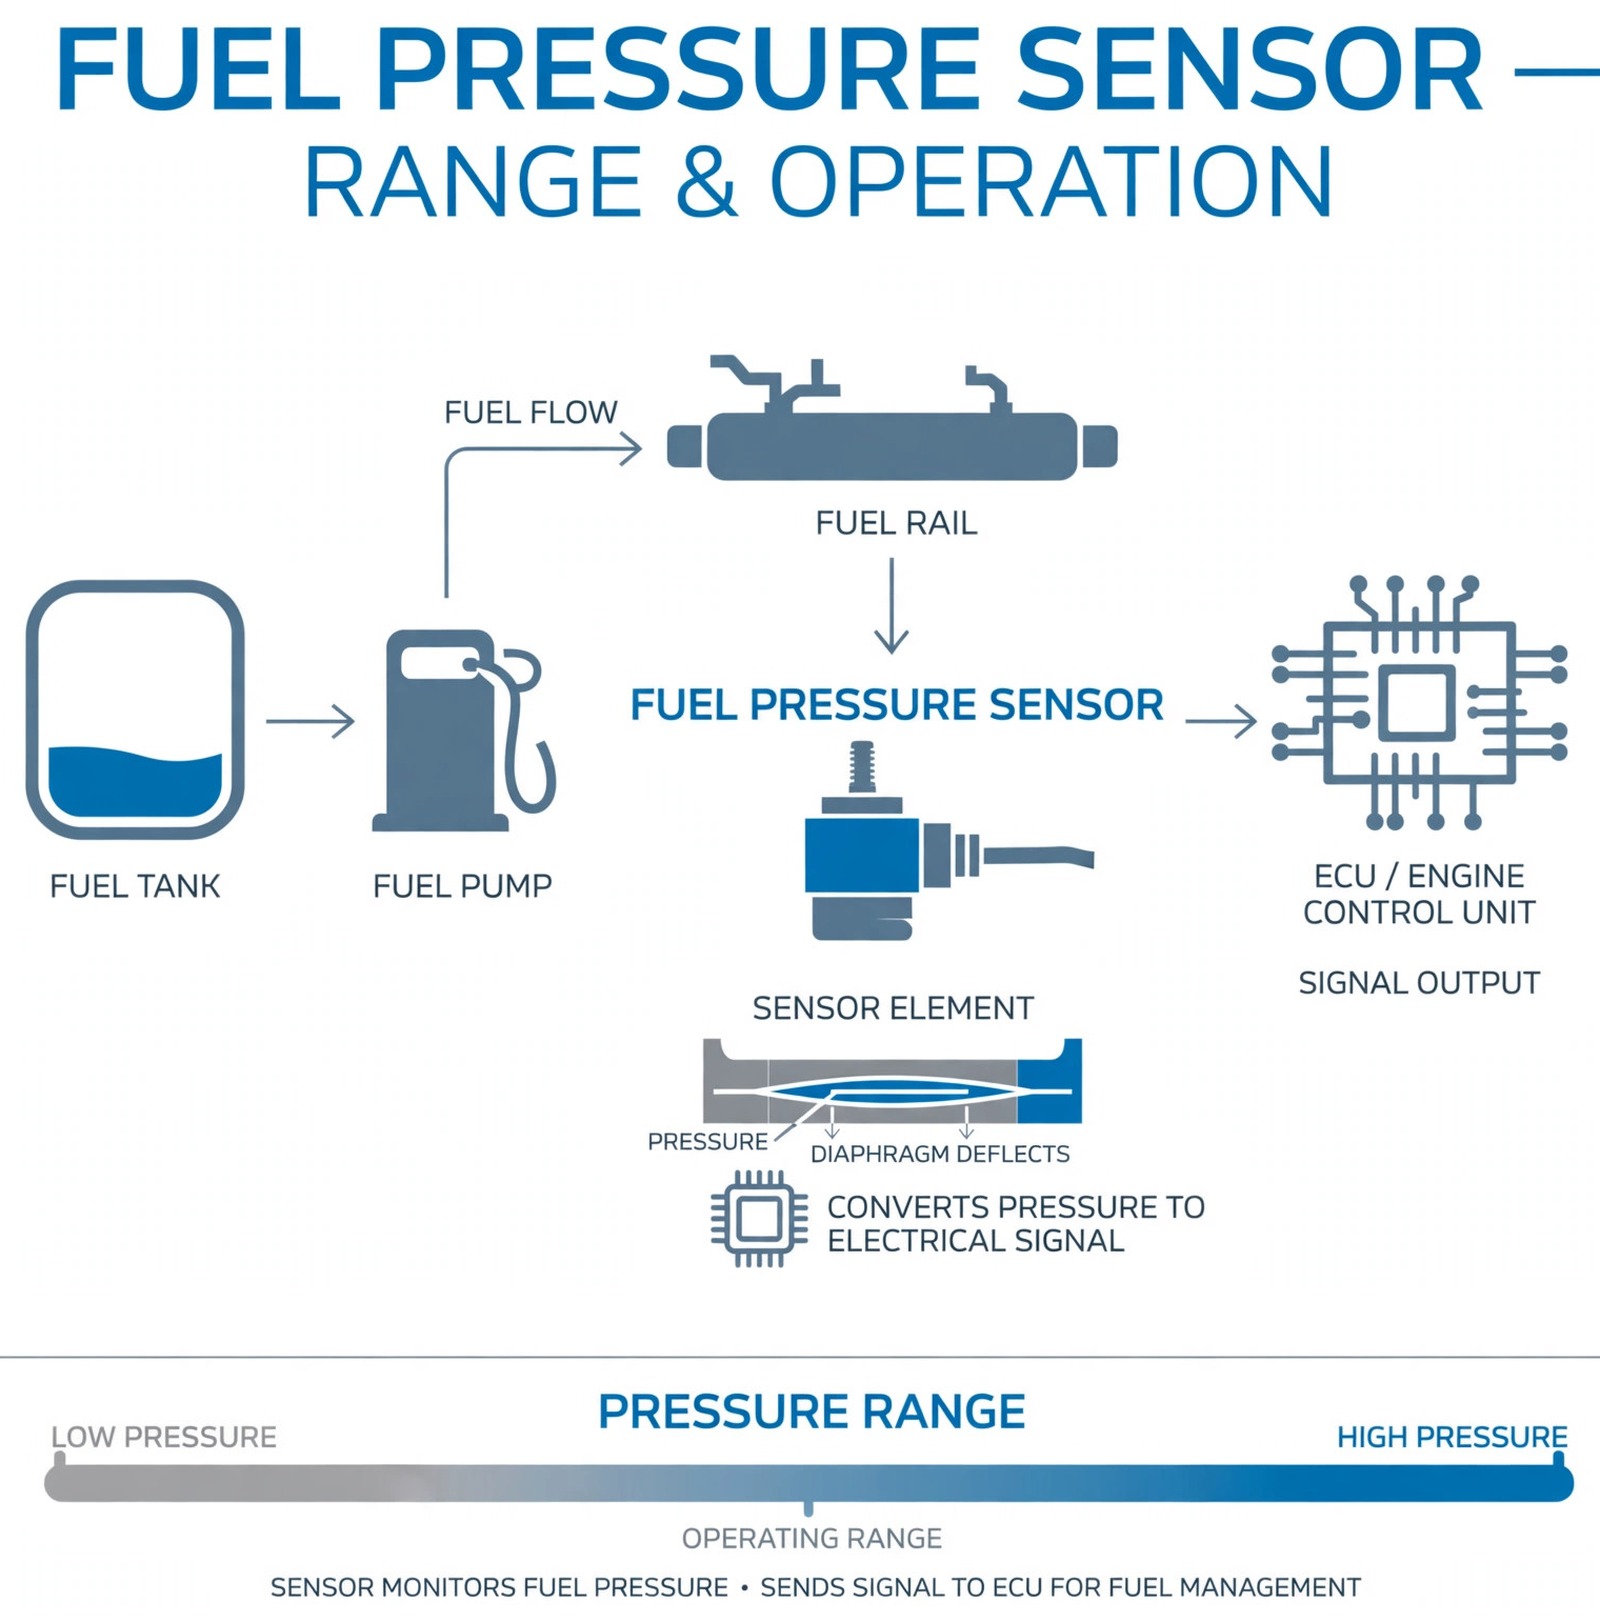 FUEL PRESSURE SENSOR —
RANGE & OPERATION
FUEL FLOW
FUEL RAIL
FUEL TANK
FUEL PUMP
FUEL PRESSURE SENSOR
ECU / ENGINE
CONTROL UNIT
SIGNAL OUTPUT
SENSOR ELEMENT
PRESSURE
DIAPHRAGM DEFLECTS
CONVERTS PRESSURE TO
ELECTRICAL SIGNAL
PRESSURE RANGE
LOW PRESSURE
HIGH PRESSURE
OPERATING RANGE
SENSOR MONITORS FUEL PRESSURE • SENDS SIGNAL TO ECU FOR FUEL MANAGEMENT